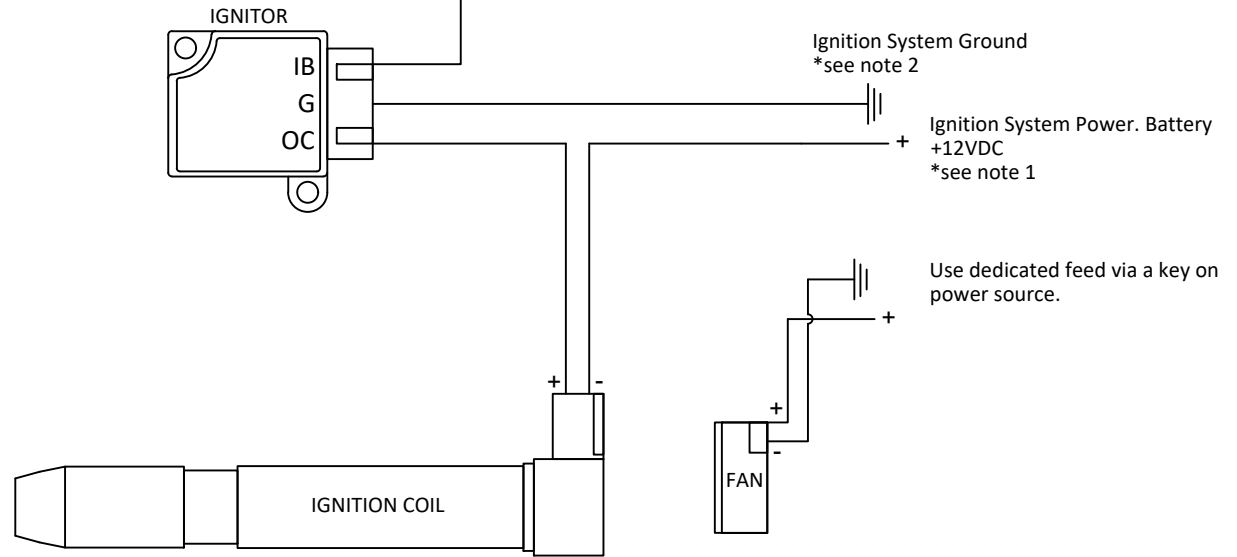 IGNITOR
IB
G
OC
Ignition System Ground
*see note 2
+
Ignition System Power. Battery
+12VDC
*see note 1
Use dedicated feed via a key on
power source.
+
+ -
+
-
FAN
IGNITION COIL